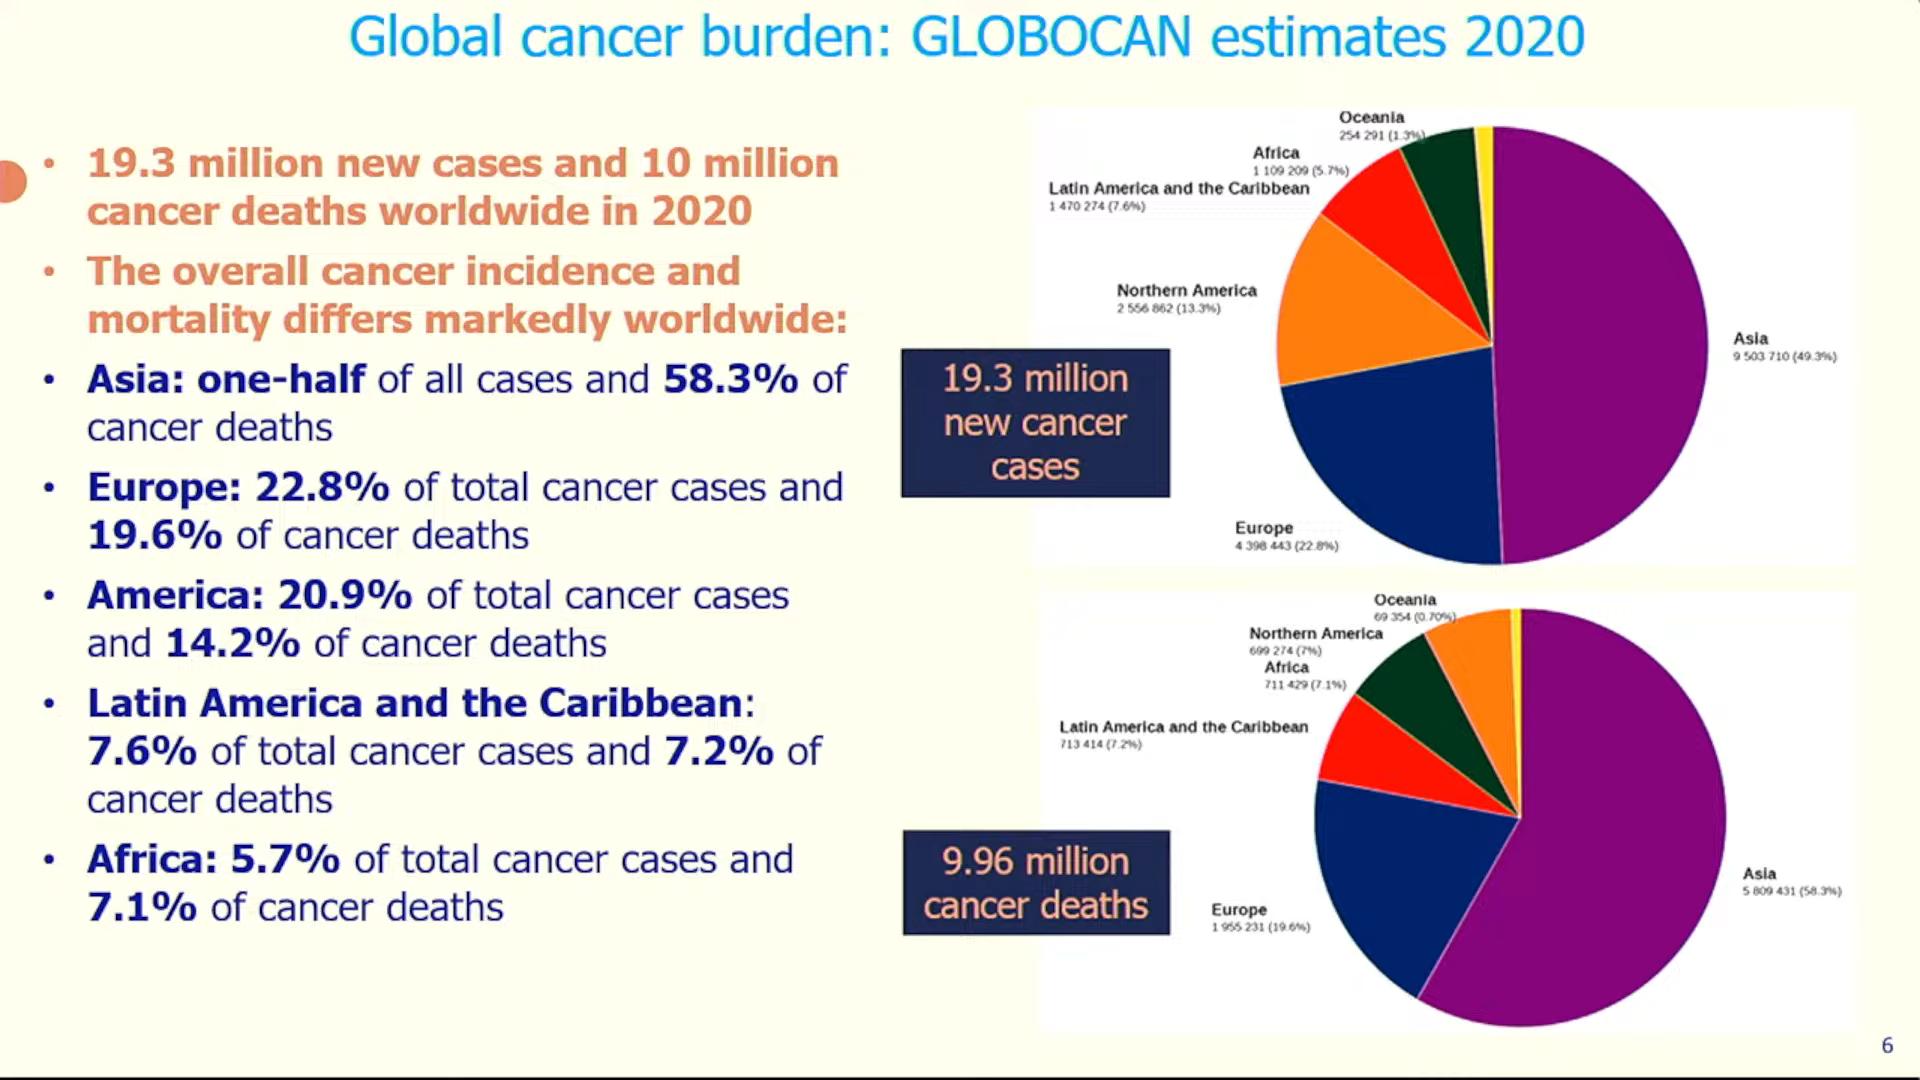 Global cancer burden: GLOBOCAN estimates 2020
• 19.3 million new cases and 10 million
cancer deaths worldwide in 2020
• The overall cancer incidence and
mortality differs markedly worldwide:
• Asia: one-half of all cases and 58.3% of
cancer deaths
• Europe: 22.8% of total cancer cases and
19.6% of cancer deaths
• America: 20.9% of total cancer cases
and 14.2% of cancer deaths
• Latin America and the Caribbean:
7.6% of total cancer cases and 7.2% of
cancer deaths
• Africa: 5.7% of total cancer cases and
7.1% of cancer deaths
19.3 million
new cancer
cases
Oceania
254 291 (1.3%)
Africa
1 109 209 (5.7%)
Latin America and the Caribbean
1 470 274 (7.6%)
Northern America
2 556 862 (13.3%)
Asia
9 503 710 (49.3%)
Europe
4 398 443 (22.8%)
9.96 million
cancer deaths
Oceania
69 354 (0.70%)
Northern America
699 274 (7%)
Africa
711 429 (7.1%)
Latin America and the Caribbean
713 414 (7.2%)
Asia
5 809 431 (58.3%)
Europe
1 955 231 (19.6%)
6